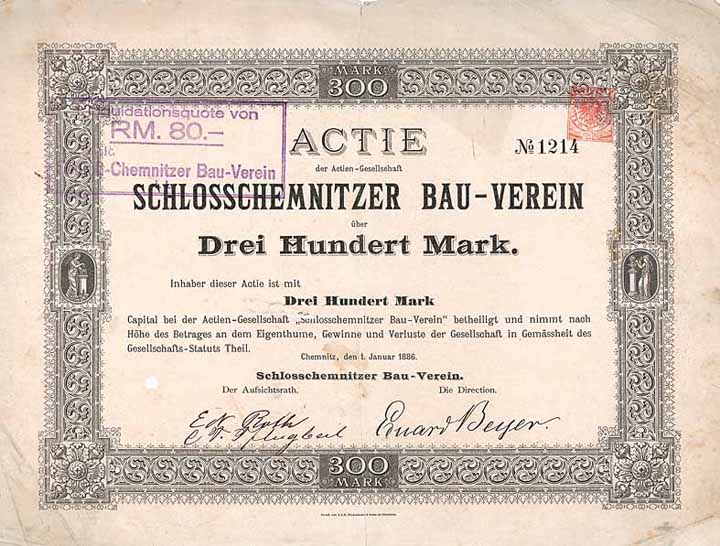 MARK
300
uidationsquote von
RM. 80.–
-Chemnitzer Bau-Verein
ACTIE
№ 1214
der Actien-Gesellschaft
SCHLOSSCHEMNITZER BAU-VEREIN
über
Drei Hundert Mark.
Inhaber dieser Actie ist mit
Drei Hundert Mark
Capital bei der Actien-Gesellschaft „Schlosschemnitzer Bau-Verein" betheiligt und nimmt nach
Höhe des Betrages an dem Eigenthume, Gewinne und Verluste der Gesellschaft in Gemässheit des
Gesellschafts-Statuts Theil.
Chemnitz, den 1. Januar 1886.
Schlosschemnitzer Bau-Verein.
Der Aufsichtsrath.
Die Direction.
Roth
Beyer.
300
MARK